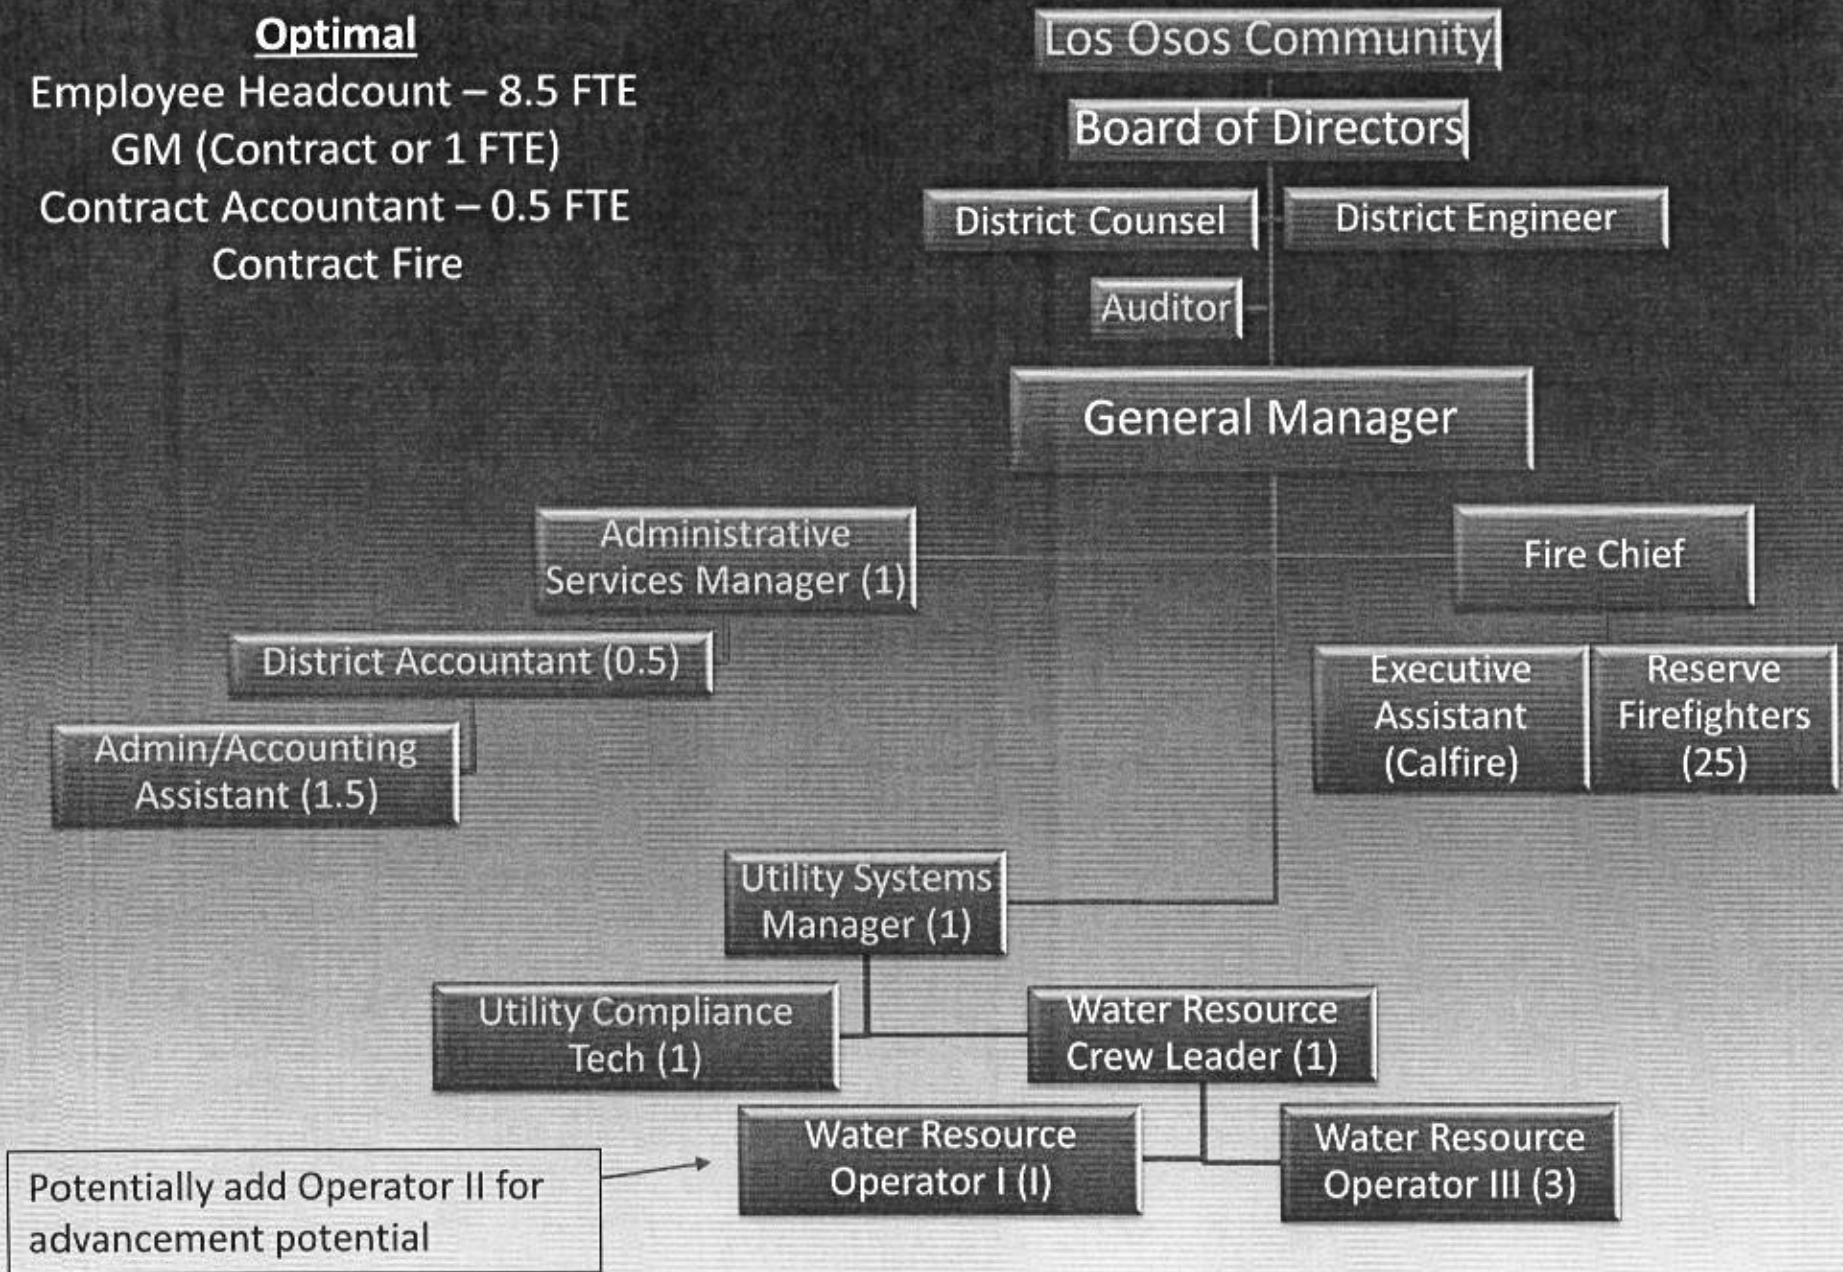 Optimal
Employee Headcount – 8.5 FTE
GM (Contract or 1 FTE)
Contract Accountant – 0.5 FTE
Contract Fire
Los Osos Community
Board of Directors
District Counsel
District Engineer
Auditor
General Manager
Administrative
Services Manager (1)
Fire Chief
District Accountant (0.5)
Executive
Assistant
(Calfire)
Reserve
Firefighters
(25)
Admin/Accounting
Assistant (1.5)
Utility Systems
Manager (1)
Utility Compliance
Tech (1)
Water Resource
Crew Leader (1)
Water Resource
Operator I (I)
Water Resource
Operator III (3)
Potentially add Operator II for
advancement potential